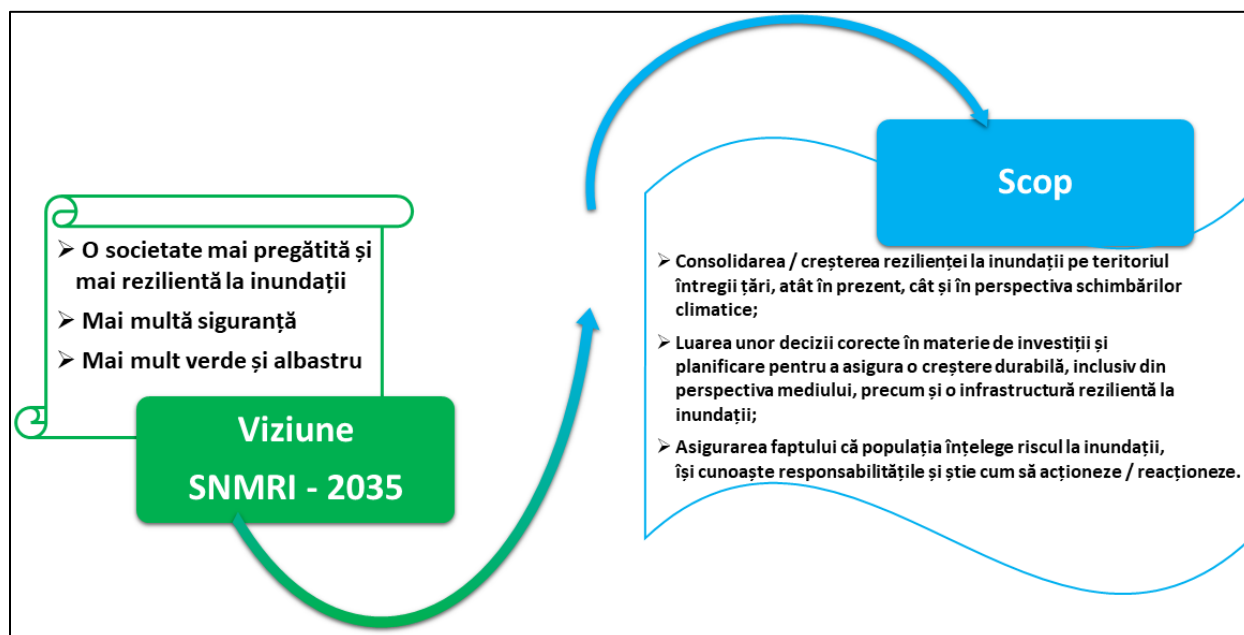 ➢ O societate mai pregătită și
mai rezilientă la inundații
➢ Mai multă siguranță
➢ Mai mult verde și albastru
Viziune
SNMRI - 2035
Scop
➢ Consolidarea / creșterea rezilienței la inundații pe teritoriul
întregii țări, atât în prezent, cât și în perspectiva schimbărilor
climatice;
➢ Luarea unor decizii corecte în materie de investiții și
planificare pentru a asigura o creștere durabilă, inclusiv din
perspectiva mediului, precum și o infrastructură rezilientă la
inundații;
➢ Asigurarea faptului că populația înțelege riscul la inundații,
își cunoaște responsabilitățile și știe cum să acționeze / reacționeze.